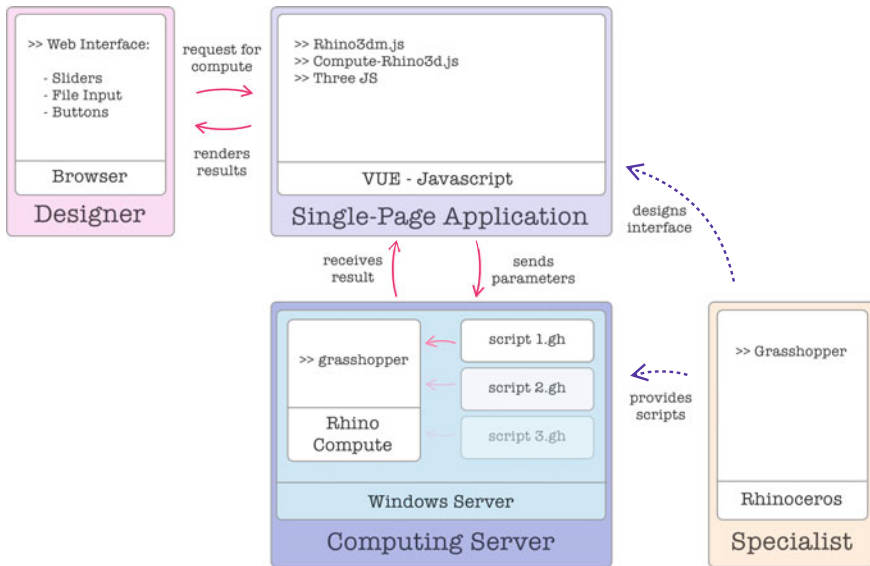 >> Web Interface:
- Sliders
- File Input
- Buttons
Browser
Designer
request for
compute
renders
results
>> Rhino3dm.js
>> Compute-Rhino3d.js
>> Three JS
VUE - Javascript
Single-Page Application
designs
interface
receives
result
sends
parameters
>> grasshopper
Rhino
Compute
script 1.gh
script 2.gh
script 3.gh
Windows Server
Computing Server
provides
scripts
>> Grasshopper
Rhinoceros
Specialist